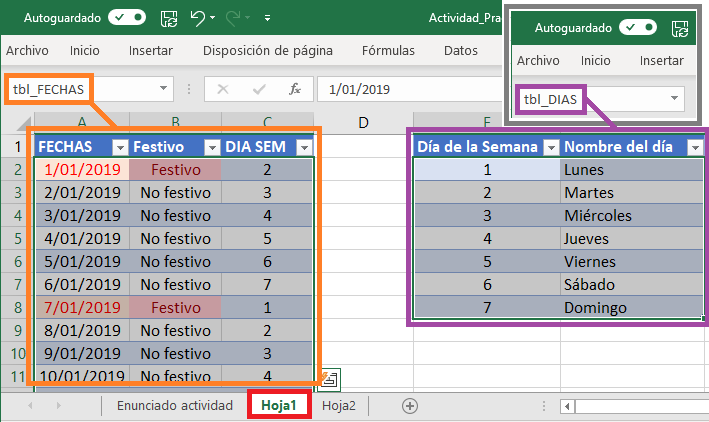 Autoguardado Actividad_Pra
Archivo Inicio Insertar Disposición de página Fórmulas Datos
Autoguardado
Archivo Inicio Insertar
tbl_FECHAS fx 1/01/2019
tbl_DIAS
A B C D E F
1 FECHAS Festivo DIA SEM Día de la Semana Nombre del día
2 1/01/2019 Festivo 2 1 Lunes
3 2/01/2019 No festivo 3 2 Martes
4 3/01/2019 No festivo 4 3 Miércoles
5 4/01/2019 No festivo 5 4 Jueves
6 5/01/2019 No festivo 6 5 Viernes
7 6/01/2019 No festivo 7 6 Sábado
8 7/01/2019 Festivo 1 7 Domingo
9 8/01/2019 No festivo 2
10 9/01/2019 No festivo 3
11 10/01/2019 No festivo 4
Enunciado actividad Hoja1 Hoja2